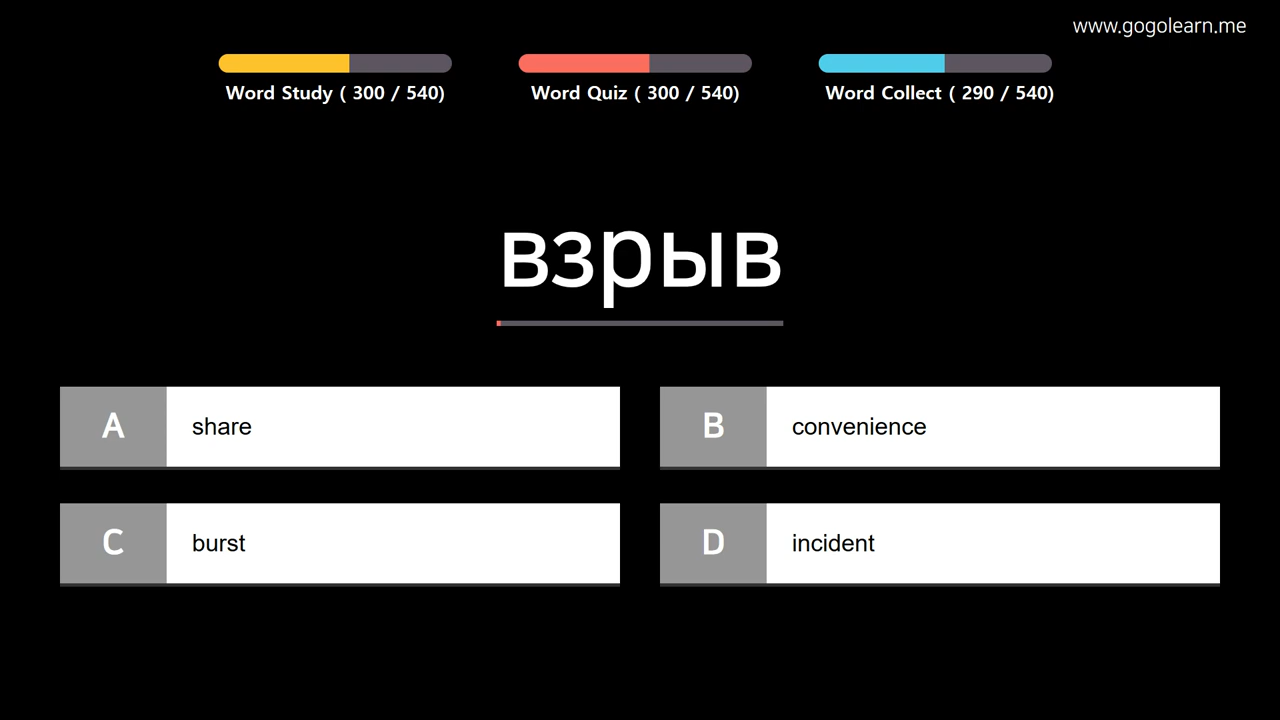 www.gogolearn.me
Word Study ( 300 / 540)
Word Quiz ( 300 / 540)
Word Collect ( 290 / 540)
взрыв
A share
B convenience
C burst
D incident